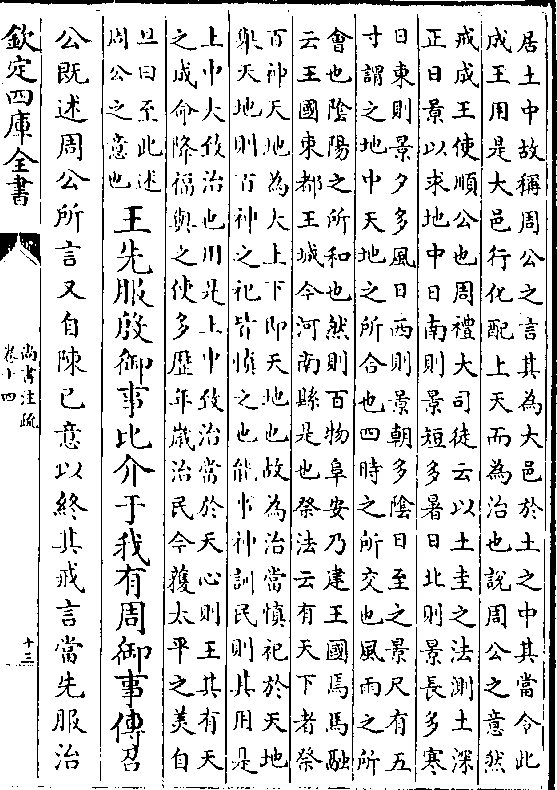 居土中故稱周公之言其為大邑於土之中其當令此
成王用是大邑行化配上天而為治也說周公之意然
戒成王使順公也周禮大司徒云以土圭之法測土深
正日景以求地中日南則景短多暑日北則景長多寒
日東則景夕多風日西則景朝多陰日至之景尺有五
寸謂之地中天地之所合也四時之所交也風雨之所
會也陰陽之所和也然則百物阜安乃建王國焉馬融
云王國東都王城今河南縣是也祭法云有天下者祭
百神天地為大上下即天地也故為治當慎祀於天地
與天地則百神之祀皆慎之也能事神訓民則其用是
上中大致治也用是土中致治當於天心則王其有天
之成命降福與之使多歷年歲治民今獲太平之美自
旦曰至此述
周公之意也
王先服殷御事比介于我有周御事傳召
公既述周公所言又自陳已意以終其戒言當先服治
欽定四庫全書
尚書注疏
卷十四
十三